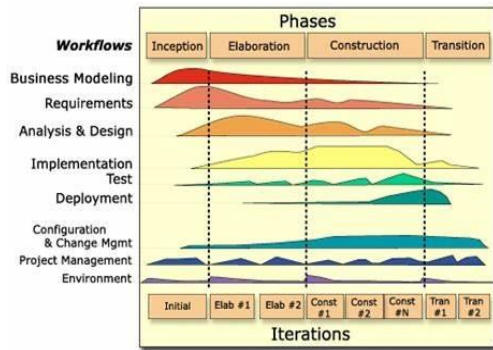 Phases
Workflows Inception Elaboration Construction Transition
Business Modeling
Requirements
Analysis & Design
Implementation
Test
Deployment
Configuration
& Change Mgmt
Project Management
Environment
Initial Elab #1 Elab #2 Const #1 Const #2 Const #N Tran #1 Tran #2
Iterations